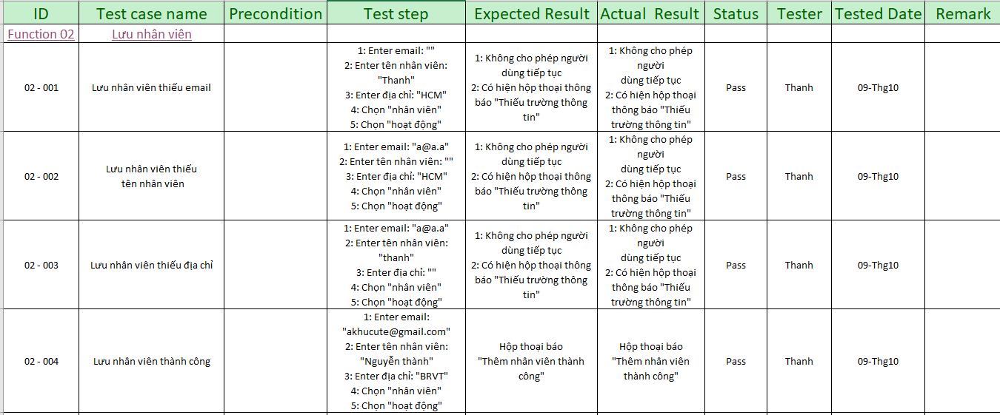 ID Test case name Precondition Test step Expected Result Actual Result Status Tester Tested Date Remark
Function 02 Lưu nhân viên
02 - 001
Lưu nhân viên thiếu email
1: Enter email: ""
2: Enter tên nhân viên:
"Thanh"
3: Enter địa chỉ: "HCM"
4: Chọn "nhân viên"
5: Chọn "hoạt động"
1: Không cho phép người
dùng tiếp tục
2: Có hiện hộp thoại thông
báo "Thiếu trường thông
tin"
1: Không cho phép
người
dùng tiếp tục
2: Có hiện hộp thoại
thông báo "Thiếu
trường thông tin"
Pass
Thanh
09-Thg10
02 - 002
Lưu nhân viên thiếu
tên nhân viên
1: Enter email: "a@a.a"
2: Enter tên nhân viên: ""
3: Enter địa chỉ: "HCM"
4: Chọn "nhân viên"
5: Chọn "hoạt động"
1: Không cho phép người
dùng tiếp tục
2: Có hiện hộp thoại thông
báo "Thiếu trường thông
tin"
1: Không cho phép
người
dùng tiếp tục
2: Có hiện hộp thoại
thông báo "Thiếu
trường thông tin"
Pass
Thanh
09-Thg10
02 - 003
Lưu nhân viên thiếu địa chỉ
1: Enter email: "a@a.a"
2: Enter tên nhân viên:
"thanh"
3: Enter địa chỉ: ""
4: Chọn "nhân viên"
5: Chọn "hoạt động"
1: Không cho phép người
dùng tiếp tục
2: Có hiện hộp thoại thông
báo "Thiếu trường thông
tin"
1: Không cho phép
người
dùng tiếp tục
2: Có hiện hộp thoại
thông báo "Thiếu
trường thông tin"
Pass
Thanh
09-Thg10
02 - 004
Lưu nhân viên thành công
1: Enter email:
"akhucute@gmail.com"
2: Enter tên nhân viên:
"Nguyễn thành"
3: Enter địa chỉ: "BRVT"
4: Chọn "nhân viên"
5: Chọn "hoạt động"
Hộp thoại báo
"Thêm nhân viên thành
công"
Hộp thoại báo
"Thêm nhân viên
thành công"
Pass
Thanh
09-Thg10